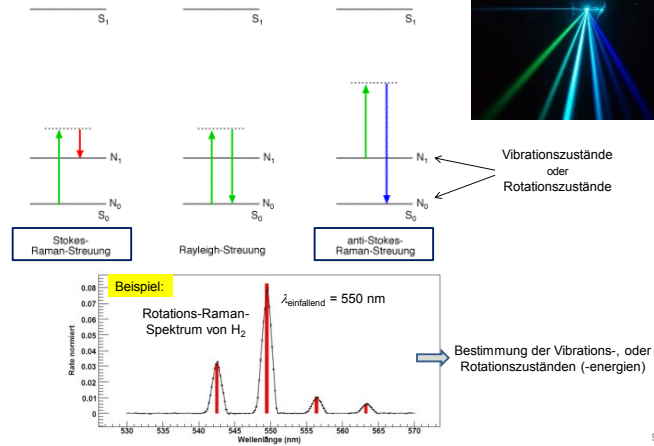 S1
S1
S1
N1
N1
N1
N0
S0
N0
S0
N0
S0
Vibrationszustände
oder
Rotationszustände
Stokes-
Raman-Streuung
Rayleigh-Streuung
anti-Stokes-
Raman-Streuung
Beispiel:
Rotations-Raman-
Spektrum von H2
λeinfallend = 550 nm
Rate normiert
0.08
0.07
0.06
0.05
0.04
0.03
0.02
0.01
0
530 535 540 545 550 555 560 565 570
Wellenlänge (nm)
Bestimmung der Vibrations-, oder
Rotationszuständen (-energien)
9